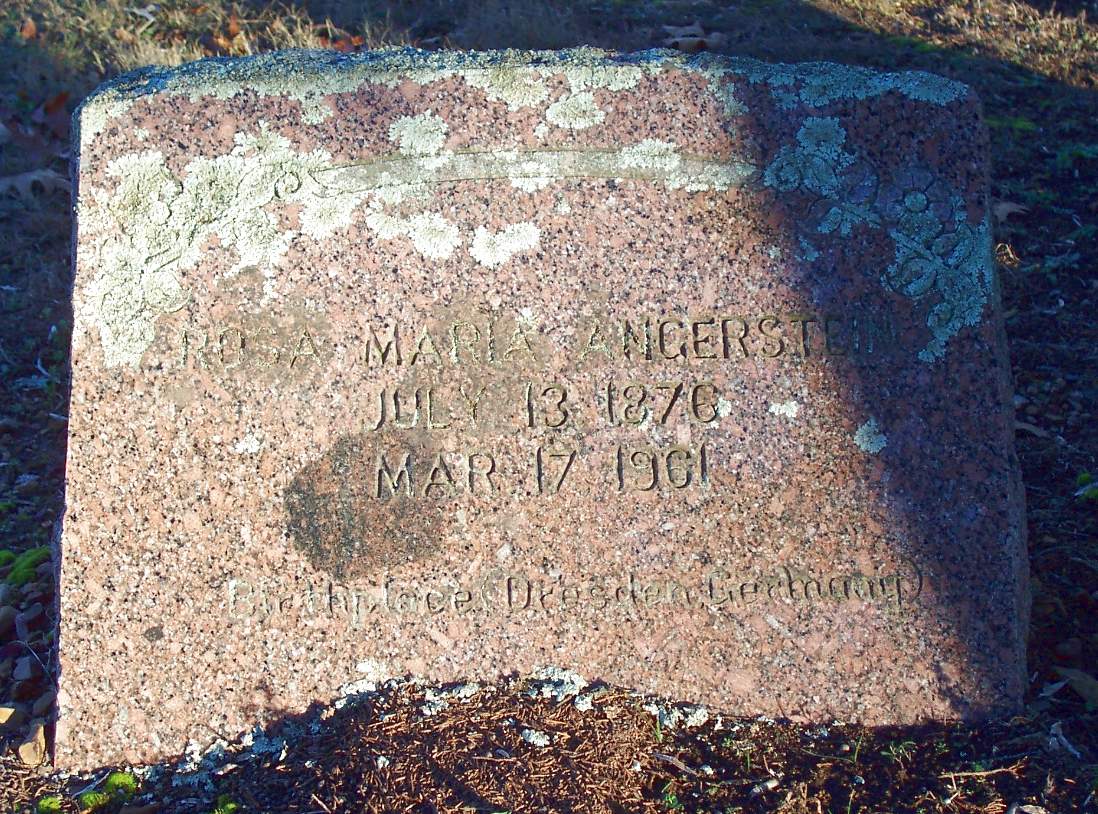 ROSA MARIA ANGERSTEIN
JULY 13 1876
MAR 17 1961
Birthplace (Dresden, Germany)